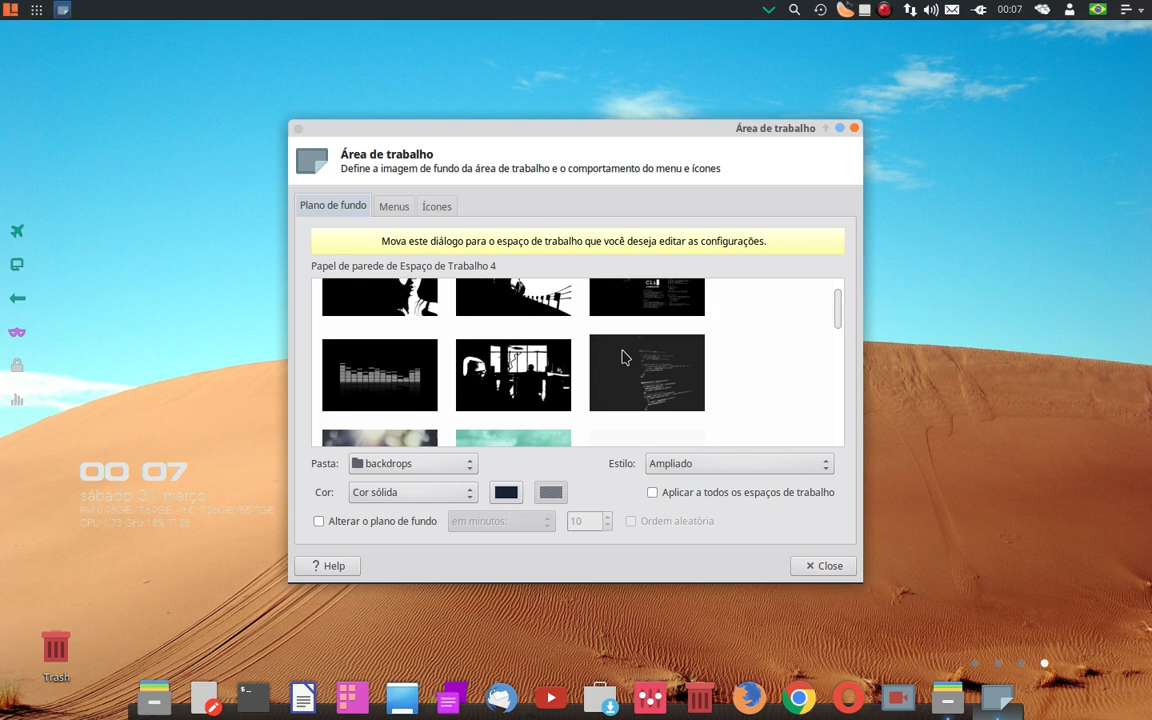 00:07
Área de trabalho
Área de trabalho
Define a imagem de fundo da área de trabalho e o comportamento do menu e ícones
Plano de fundo
Menus
Ícones
Mova este diálogo para o espaço de trabalho que você deseja editar as configurações.
Papel de parede de Espaço de Trabalho 4
Pasta:
backdrops
Estilo:
Ampliado
Cor:
Cor sólida
Aplicar a todos os espaços de trabalho
Alterar o plano de fundo
em minutos:
10
Ordem aleatória
? Help
Close
00 07
sábado 31 março
Trash